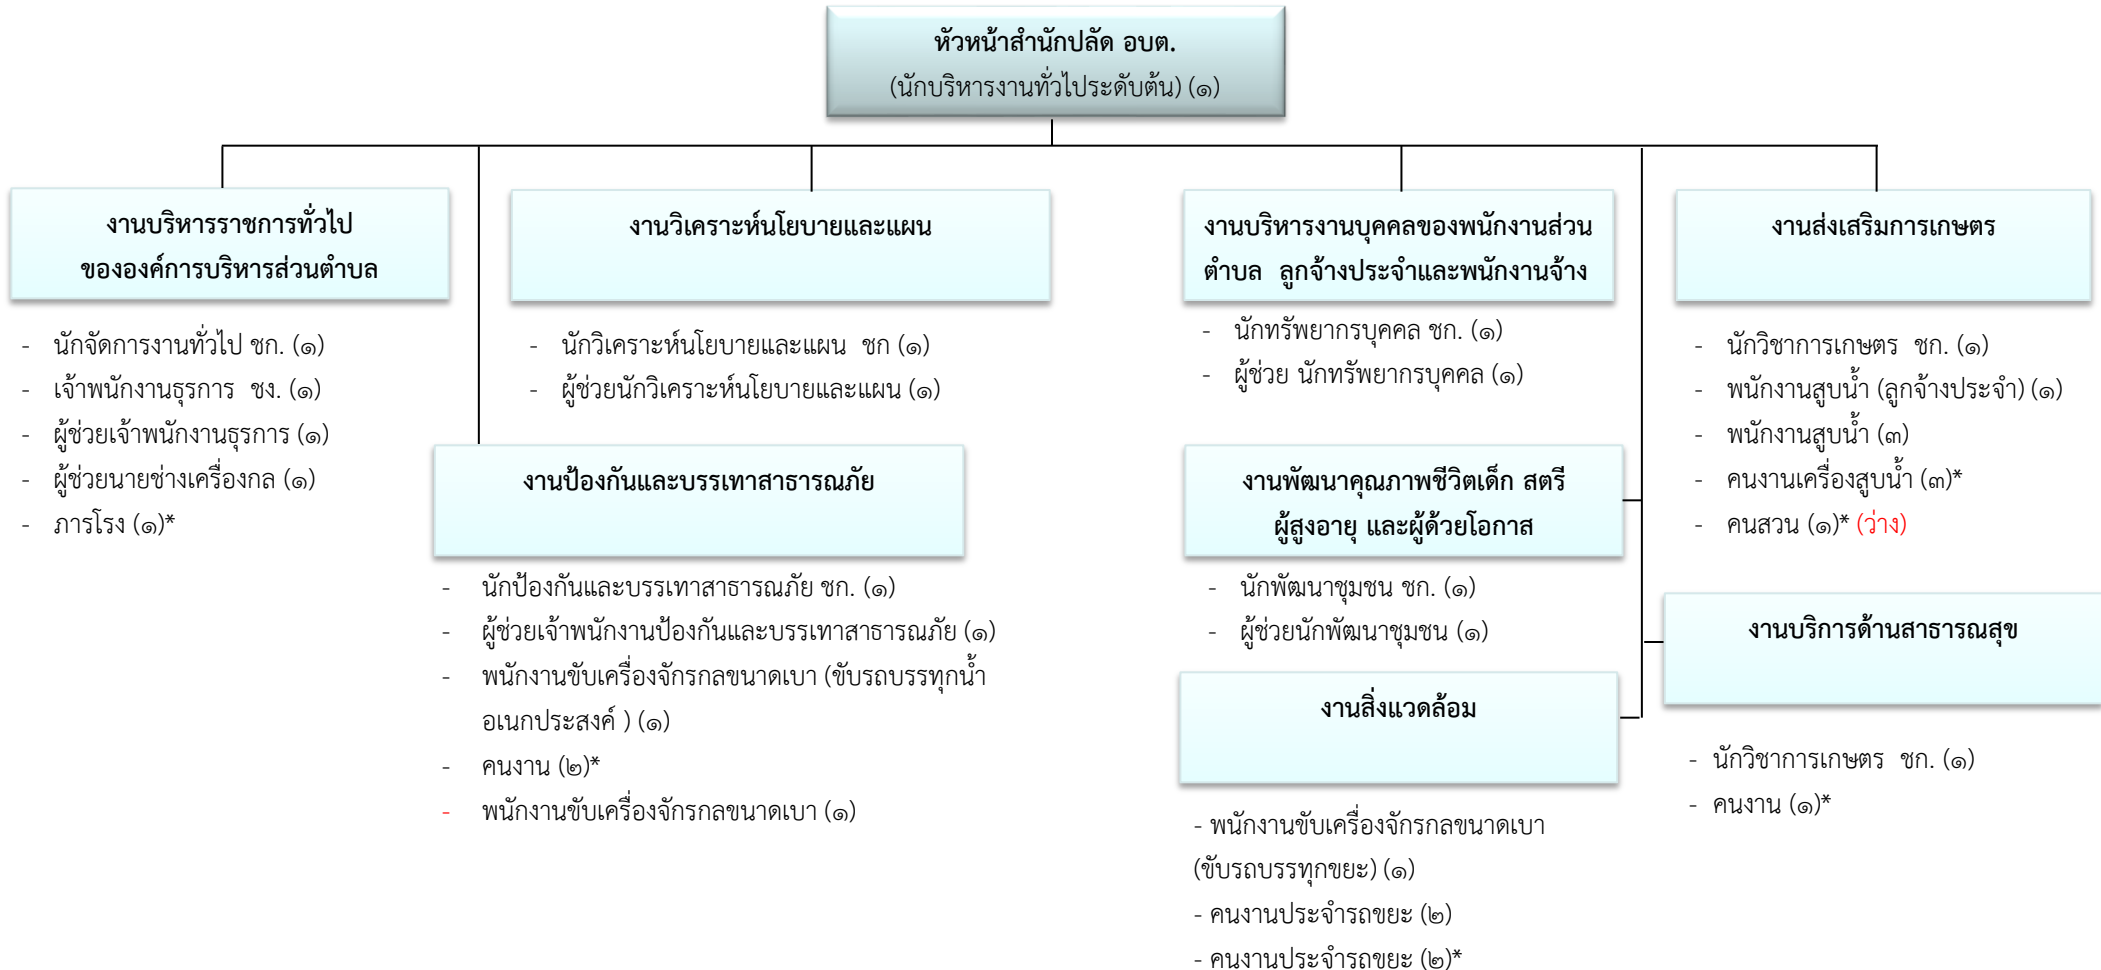 หัวหน้าสำนักปลัด อบต.
(นักบริหารงานทั่วไประดับต้น) (๑)
งานบริหารราชการทั่วไป
ขององค์การบริหารส่วนตำบล
- นักจัดการงานทั่วไป ชก. (๑)
- เจ้าพนักงานธุรการ ชง. (๑)
- ผู้ช่วยเจ้าพนักงานธุรการ (๑)
- ผู้ช่วยนายช่างเครื่องกล (๑)
- ภารโรง (๑)*
งานวิเคราะห์นโยบายและแผน
- นักวิเคราะห์นโยบายและแผน ชก (๑)
- ผู้ช่วยนักวิเคราะห์นโยบายและแผน (๑)
งานป้องกันและบรรเทาสาธารณภัย
- นักป้องกันและบรรเทาสาธารณภัย ชก. (๑)
- ผู้ช่วยเจ้าพนักงานป้องกันและบรรเทาสาธารณภัย (๑)
- พนักงานขับเครื่องจักรกลขนาดเบา (ขับรถบรรทุกน้ำ
อเนกประสงค์ ) (๑)
- คนงาน (๒)*
- พนักงานขับเครื่องจักรกลขนาดเบา (๑)
งานบริหารงานบุคคลของพนักงานส่วน
ตำบล ลูกจ้างประจำและพนักงานจ้าง
- นักทรัพยากรบุคคล ชก. (๑)
- ผู้ช่วย นักทรัพยากรบุคคล (๑)
งานพัฒนาคุณภาพชีวิตเด็ก สตรี
ผู้สูงอายุ และผู้ด้วยโอกาส
- นักพัฒนาชุมชน ชก. (๑)
- ผู้ช่วยนักพัฒนาชุมชน (๑)
งานสิ่งแวดล้อม
- พนักงานขับเครื่องจักรกลขนาดเบา
(ขับรถบรรทุกขยะ) (๑)
- คนงานประจำรถขยะ (๒)
- คนงานประจำรถขยะ (๒)*
งานส่งเสริมการเกษตร
- นักวิชาการเกษตร ชก. (๑)
- พนักงานสูบน้ำ (ลูกจ้างประจำ) (๑)
- พนักงานสูบน้ำ (๓)
- คนงานเครื่องสูบน้ำ (๓)*
- คนสวน (๑)* (ว่าง)
งานบริการด้านสาธารณสุข
- นักวิชาการเกษตร ชก. (๑)
- คนงาน (๑)*